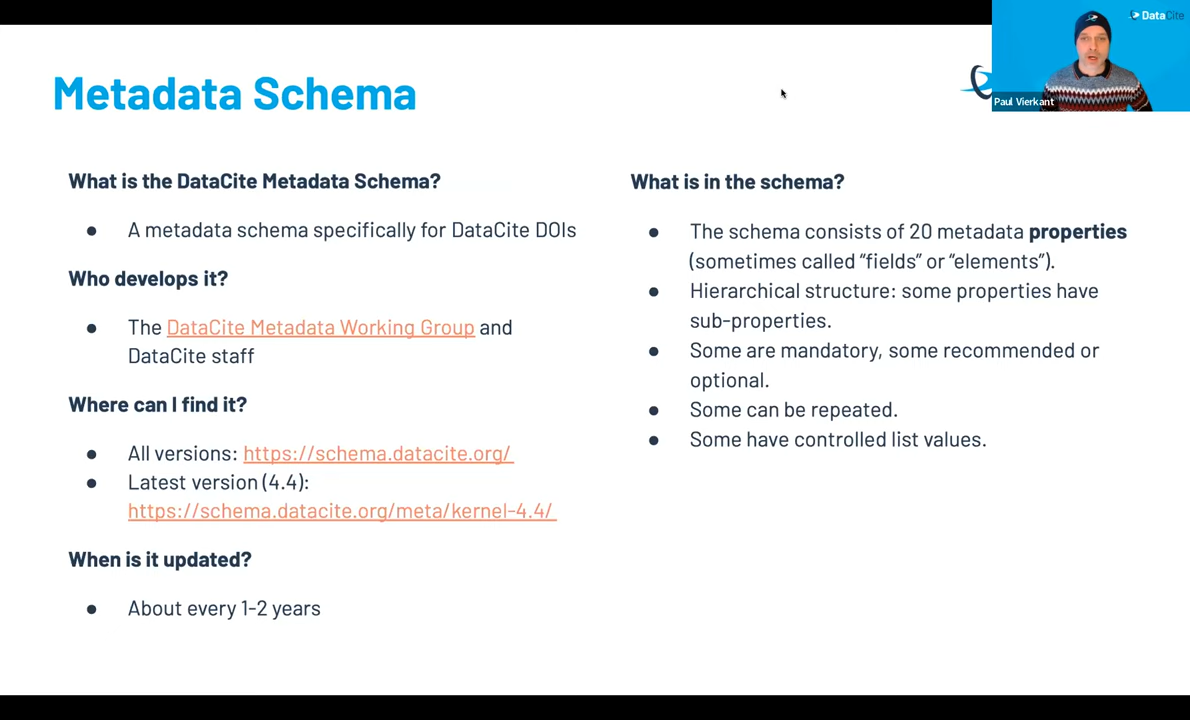 Metadata Schema
What is the DataCite Metadata Schema?
● A metadata schema specifically for DataCite DOIs
Who develops it?
● The DataCite Metadata Working Group and
DataCite staff
Where can I find it?
● All versions: https://schema.datacite.org/
● Latest version (4.4):
https://schema.datacite.org/meta/kernel-4.4/
When is it updated?
● About every 1-2 years
What is in the schema?
● The schema consists of 20 metadata properties
(sometimes called “fields” or “elements”).
● Hierarchical structure: some properties have
sub-properties.
● Some are mandatory, some recommended or
optional.
● Some can be repeated.
● Some have controlled list values.
DataCite
Paul Vierkant